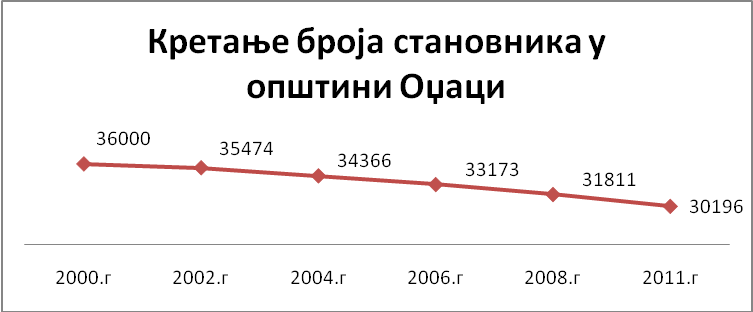 Кретање броја становника у
општини Оџаци
36000
35474
34366
33173
31811
30196
2000.г
2002.г
2004.г
2006.г
2008.г
2011.г